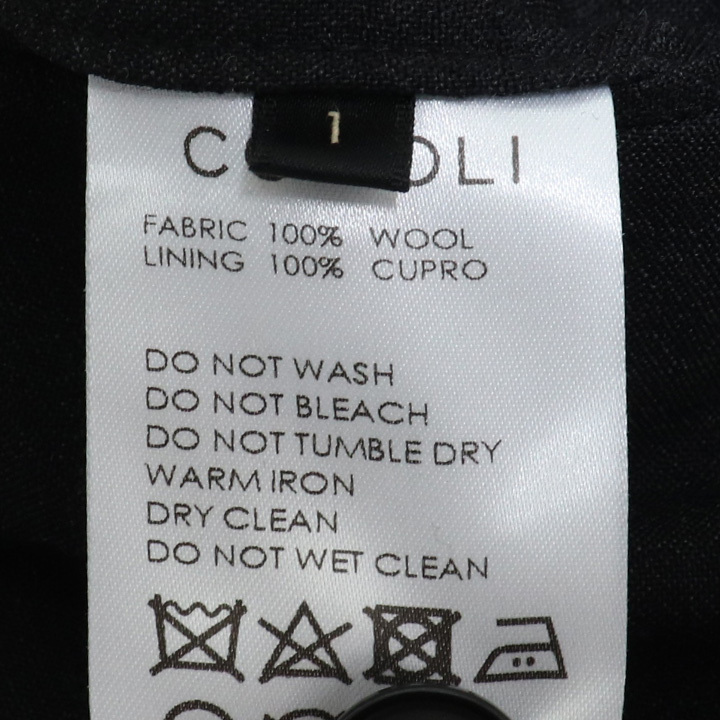 1
FABRIC 100% WOOL
LINING 100% CUPRO
DO NOT WASH
DO NOT BLEACH
DO NOT TUMBLE DRY
WARM IRON
DRY CLEAN
DO NOT WET CLEAN